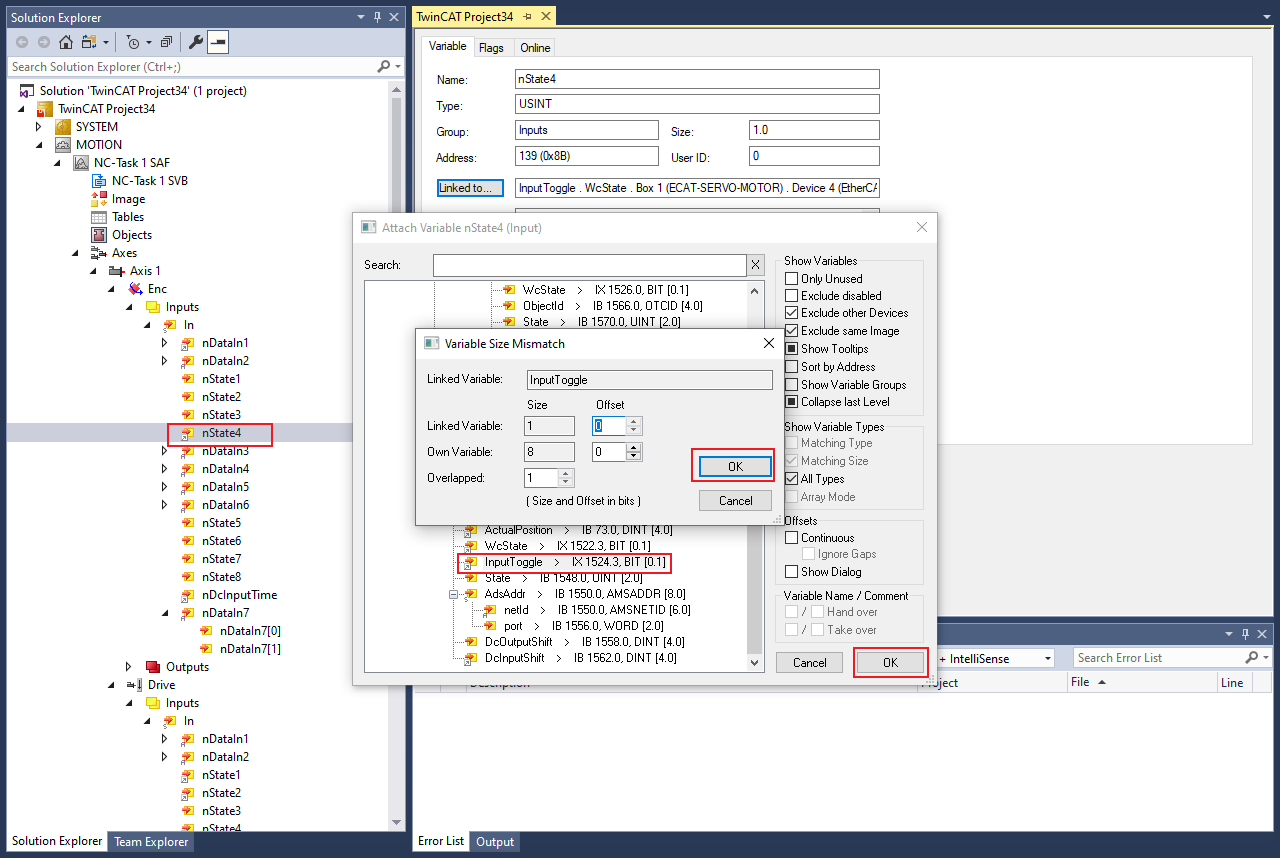 Solution Explorer
Search Solution Explorer (Ctrl+;)
Solution 'TwinCAT Project34' (1 project)
TwinCAT Project34
SYSTEM
MOTION
NC-Task 1 SAF
NC-Task 1 SVB
Image
Tables
Objects
Axes
Axis 1
Enc
Inputs
In
nDataIn1
nDataIn2
nState1
nState2
nState3
nState4
nDataIn3
nDataIn4
nDataIn5
nDataIn6
nState5
nState6
nState7
nState8
nDcInputTime
nDataIn7
nDataIn7[0]
nDataIn7[1]
Outputs
Drive
Inputs
In
nDataIn1
nDataIn2
nState1
nState2
nState3
nState4
Solution Explorer Team Explorer
TwinCAT Project34
Variable Flags Online
Name: nState4
Type: USINT
Group: Inputs Size: 1.0
Address: 139 (0x8B) User ID: 0
Linked to... InputToggle . WcState . Box 1 (ECAT-SERVO-MOTOR) . Device 4 (EtherCA
Attach Variable nState4 (Input)
Search: X
WcState > IX 1526.0, BIT [0.1]
ObjectId > IB 1566.0, OTCID [4.0]
State > IB 1570.0, UINT [2.0]
Variable Size Mismatch
Linked Variable: InputToggle
Size Offset
Linked Variable: 1 0
Own Variable: 8 0
Overlapped: 1
( Size and Offset in bits )
OK
Cancel
ActualPosition > IB 73.0, DINT [4.0]
WcState > IX 1522.3, BIT [0.1]
InputToggle > IX 1524.3, BIT [0.1]
State > IB 1548.0, UINT [2.0]
AdsAddr > IB 1550.0, AMSADDR [8.0]
netId > IB 1550.0, AMSNETID [6.0]
port > IB 1556.0, WORD [2.0]
DcOutputShift > IB 1558.0, DINT [4.0]
DcInputShift > IB 1562.0, DINT [4.0]
Show Variables
Only Unused
Exclude disabled
Exclude other Devices
Exclude same Image
Show Tooltips
Sort by Address
Show Variable Groups
Collapse last Level
Show Variable Types
Matching Type
Matching Size
All Types
Array Mode
Offsets
Continuous
Ignore Gaps
Show Dialog
Variable Name / Comment
/ Hand over
/ Take over
Cancel OK
+ IntelliSense
Search Error List
Description Project File Line
Error List Output